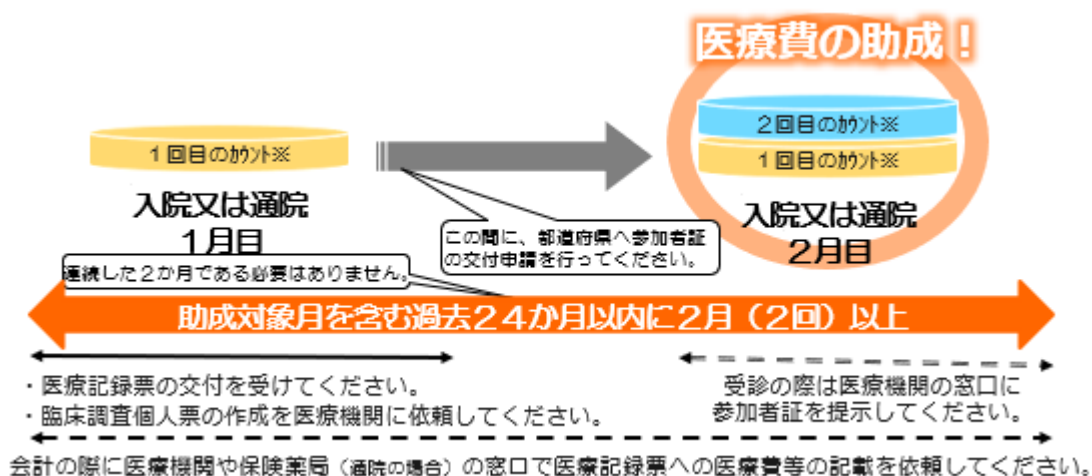 医療費の助成！
1回目のｶｳﾝﾄ※
2回目のｶｳﾝﾄ※
1回目のｶｳﾝﾄ※
入院又は通院
1月目
入院又は通院
2月目
この間に、都道府県へ参加者証
の交付申請を行ってください。
連続した２か月である必要はありません。
助成対象月を含む過去２４か月以内に２月（２回）以上
・医療記録票の交付を受けてください。
・臨床調査個人票の作成を医療機関に依頼してください。
受診の際は医療機関の窓口に
参加者証を提示してください。
会計の際に医療機関や保険薬局（通院の場合）の窓口で医療記録票への医療費等の記載を依頼してください。